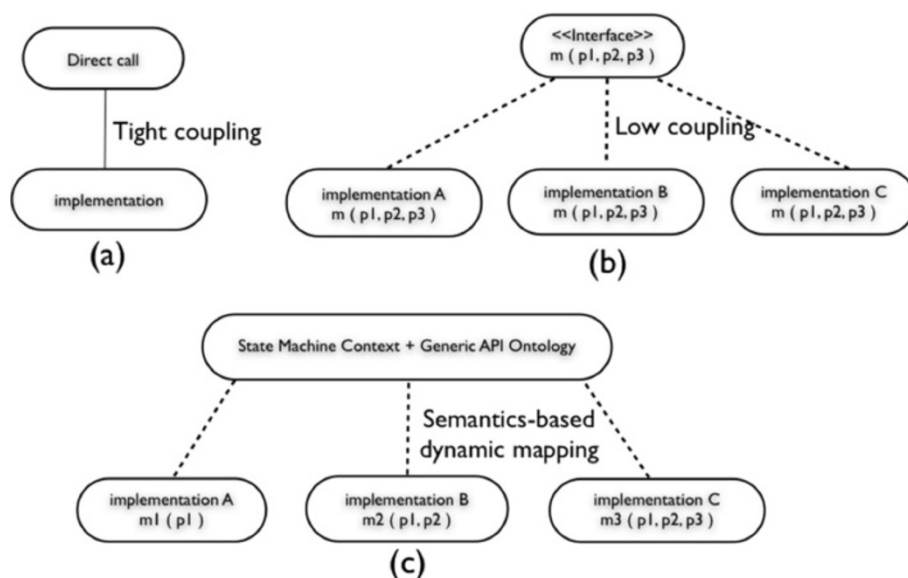 Direct call
Tight coupling
implementation
(a)
<<Interface>>
m ( p1, p2, p3 )
Low coupling
implementation A
m ( p1, p2, p3 )
implementation B
m ( p1, p2, p3 )
implementation C
m ( p1, p2, p3 )
(b)
State Machine Context + Generic API Ontology
Semantics-based
dynamic mapping
implementation A
m1 ( p1 )
implementation B
m2 ( p1, p2 )
implementation C
m3 ( p1, p2, p3 )
(c)